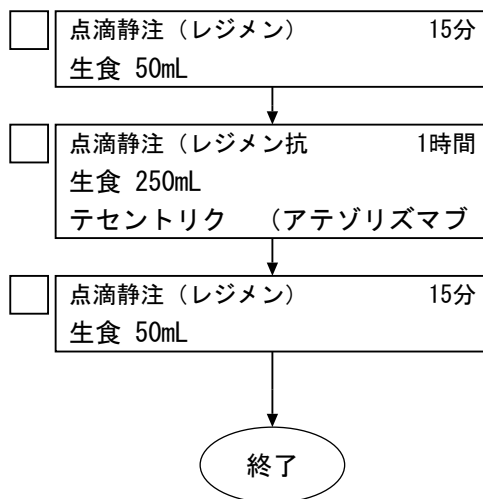 点滴静注（レジメン） 15分
生食 50mL
点滴静注（レジメン抗 1時間
生食 250mL
テセントリク （アテゾリズマブ
点滴静注（レジメン） 15分
生食 50mL
終了